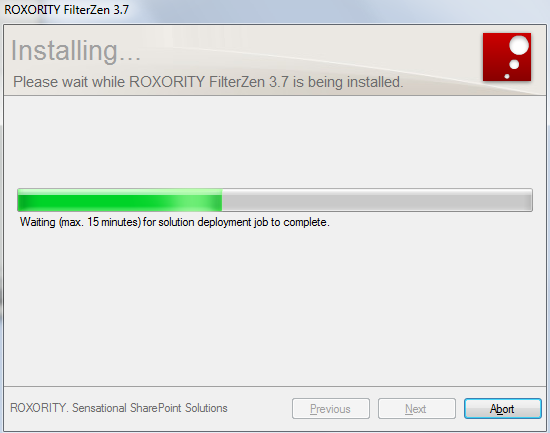 ROXORITY FilterZen 3.7
Installing...
Please wait while ROXORITY FilterZen 3.7 is being installed.
Waiting (max. 15 minutes) for solution deployment job to complete.
ROXORITY. Sensational SharePoint Solutions
Previous
Next
Abort